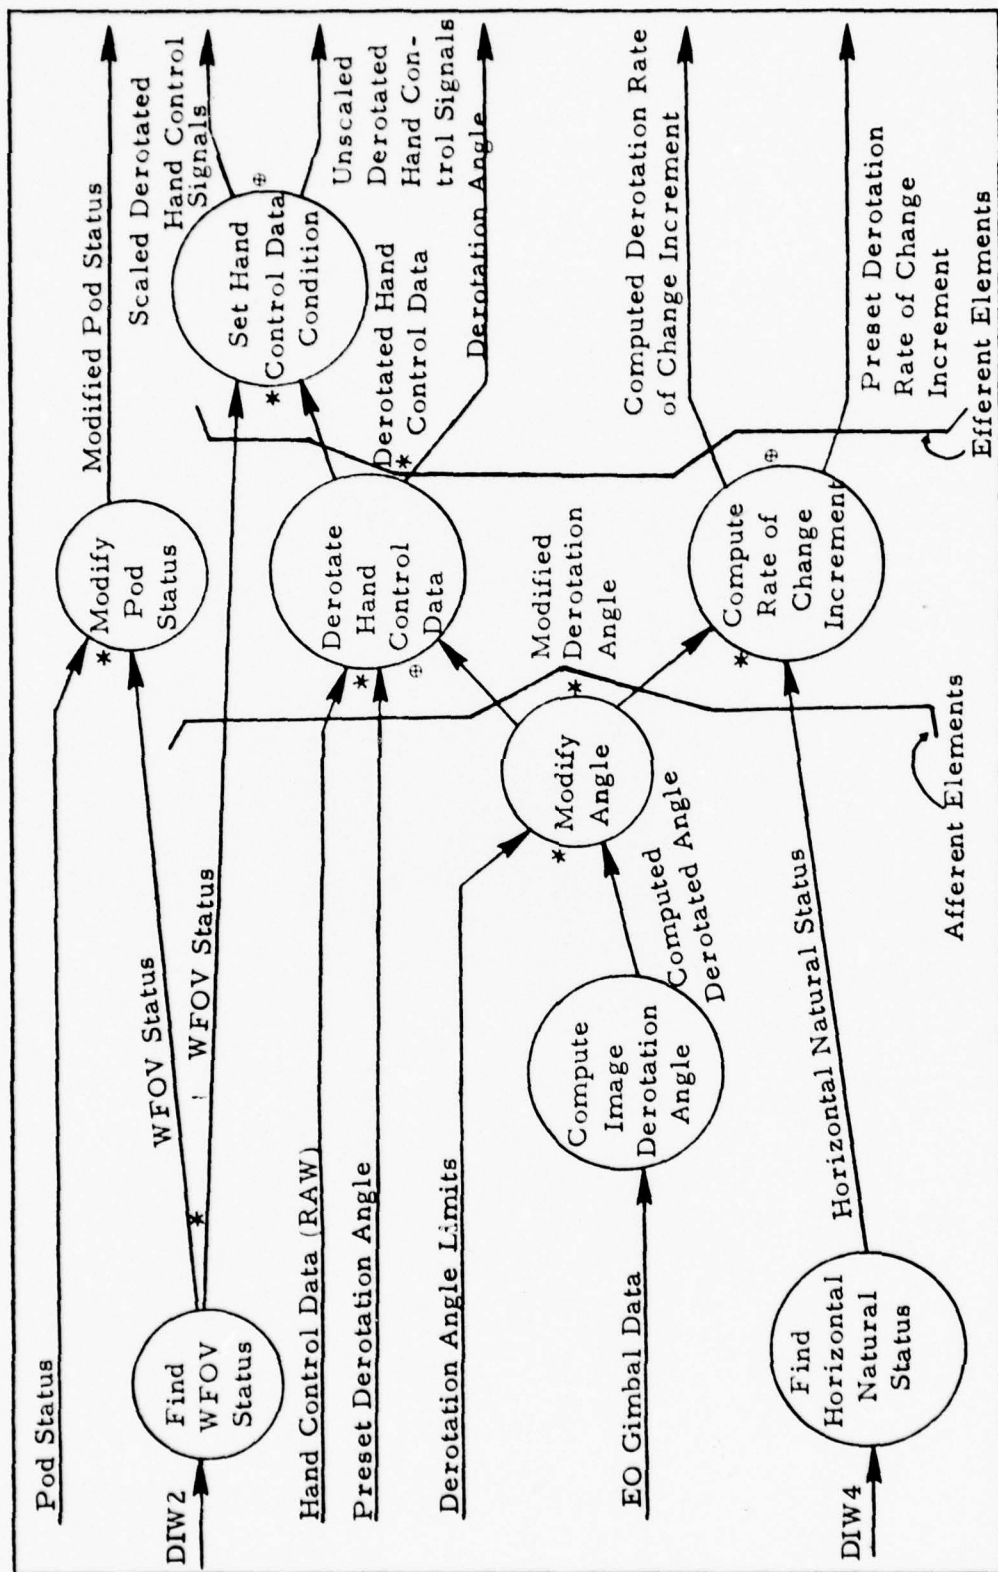 Pod Status
DIW2
Find
WFOV
Status
WFOV Status
WFOV Status
*
* Modify
Pod
Status
Modified Pod Status
Hand Control Data (RAW)
Preset Derotation Angle
Derotate
* Hand
⊕ Control
Data
Derotated Hand
* Control Data
Set Hand
* Control Data ⊕
Condition
Scaled Derotated
Hand Control
Signals
Unscaled
Derotated
Hand Con-
trol Signals
Derotation Angle
Derotation Angle Limits
EO Gimbal Data
Compute
Image
Derotation
Angle
Computed
Derotated Angle
* Modify *
Angle
Modified
Derotation
Angle
DIW4
Find
Horizontal
Natural
Status
Horizontal Natural Status
* Compute
Rate of ⊕
Change
Increment
Computed Derotation Rate
of Change Increment
Preset Derotation
Rate of Change
Increment
Afferent Elements
Efferent Elements